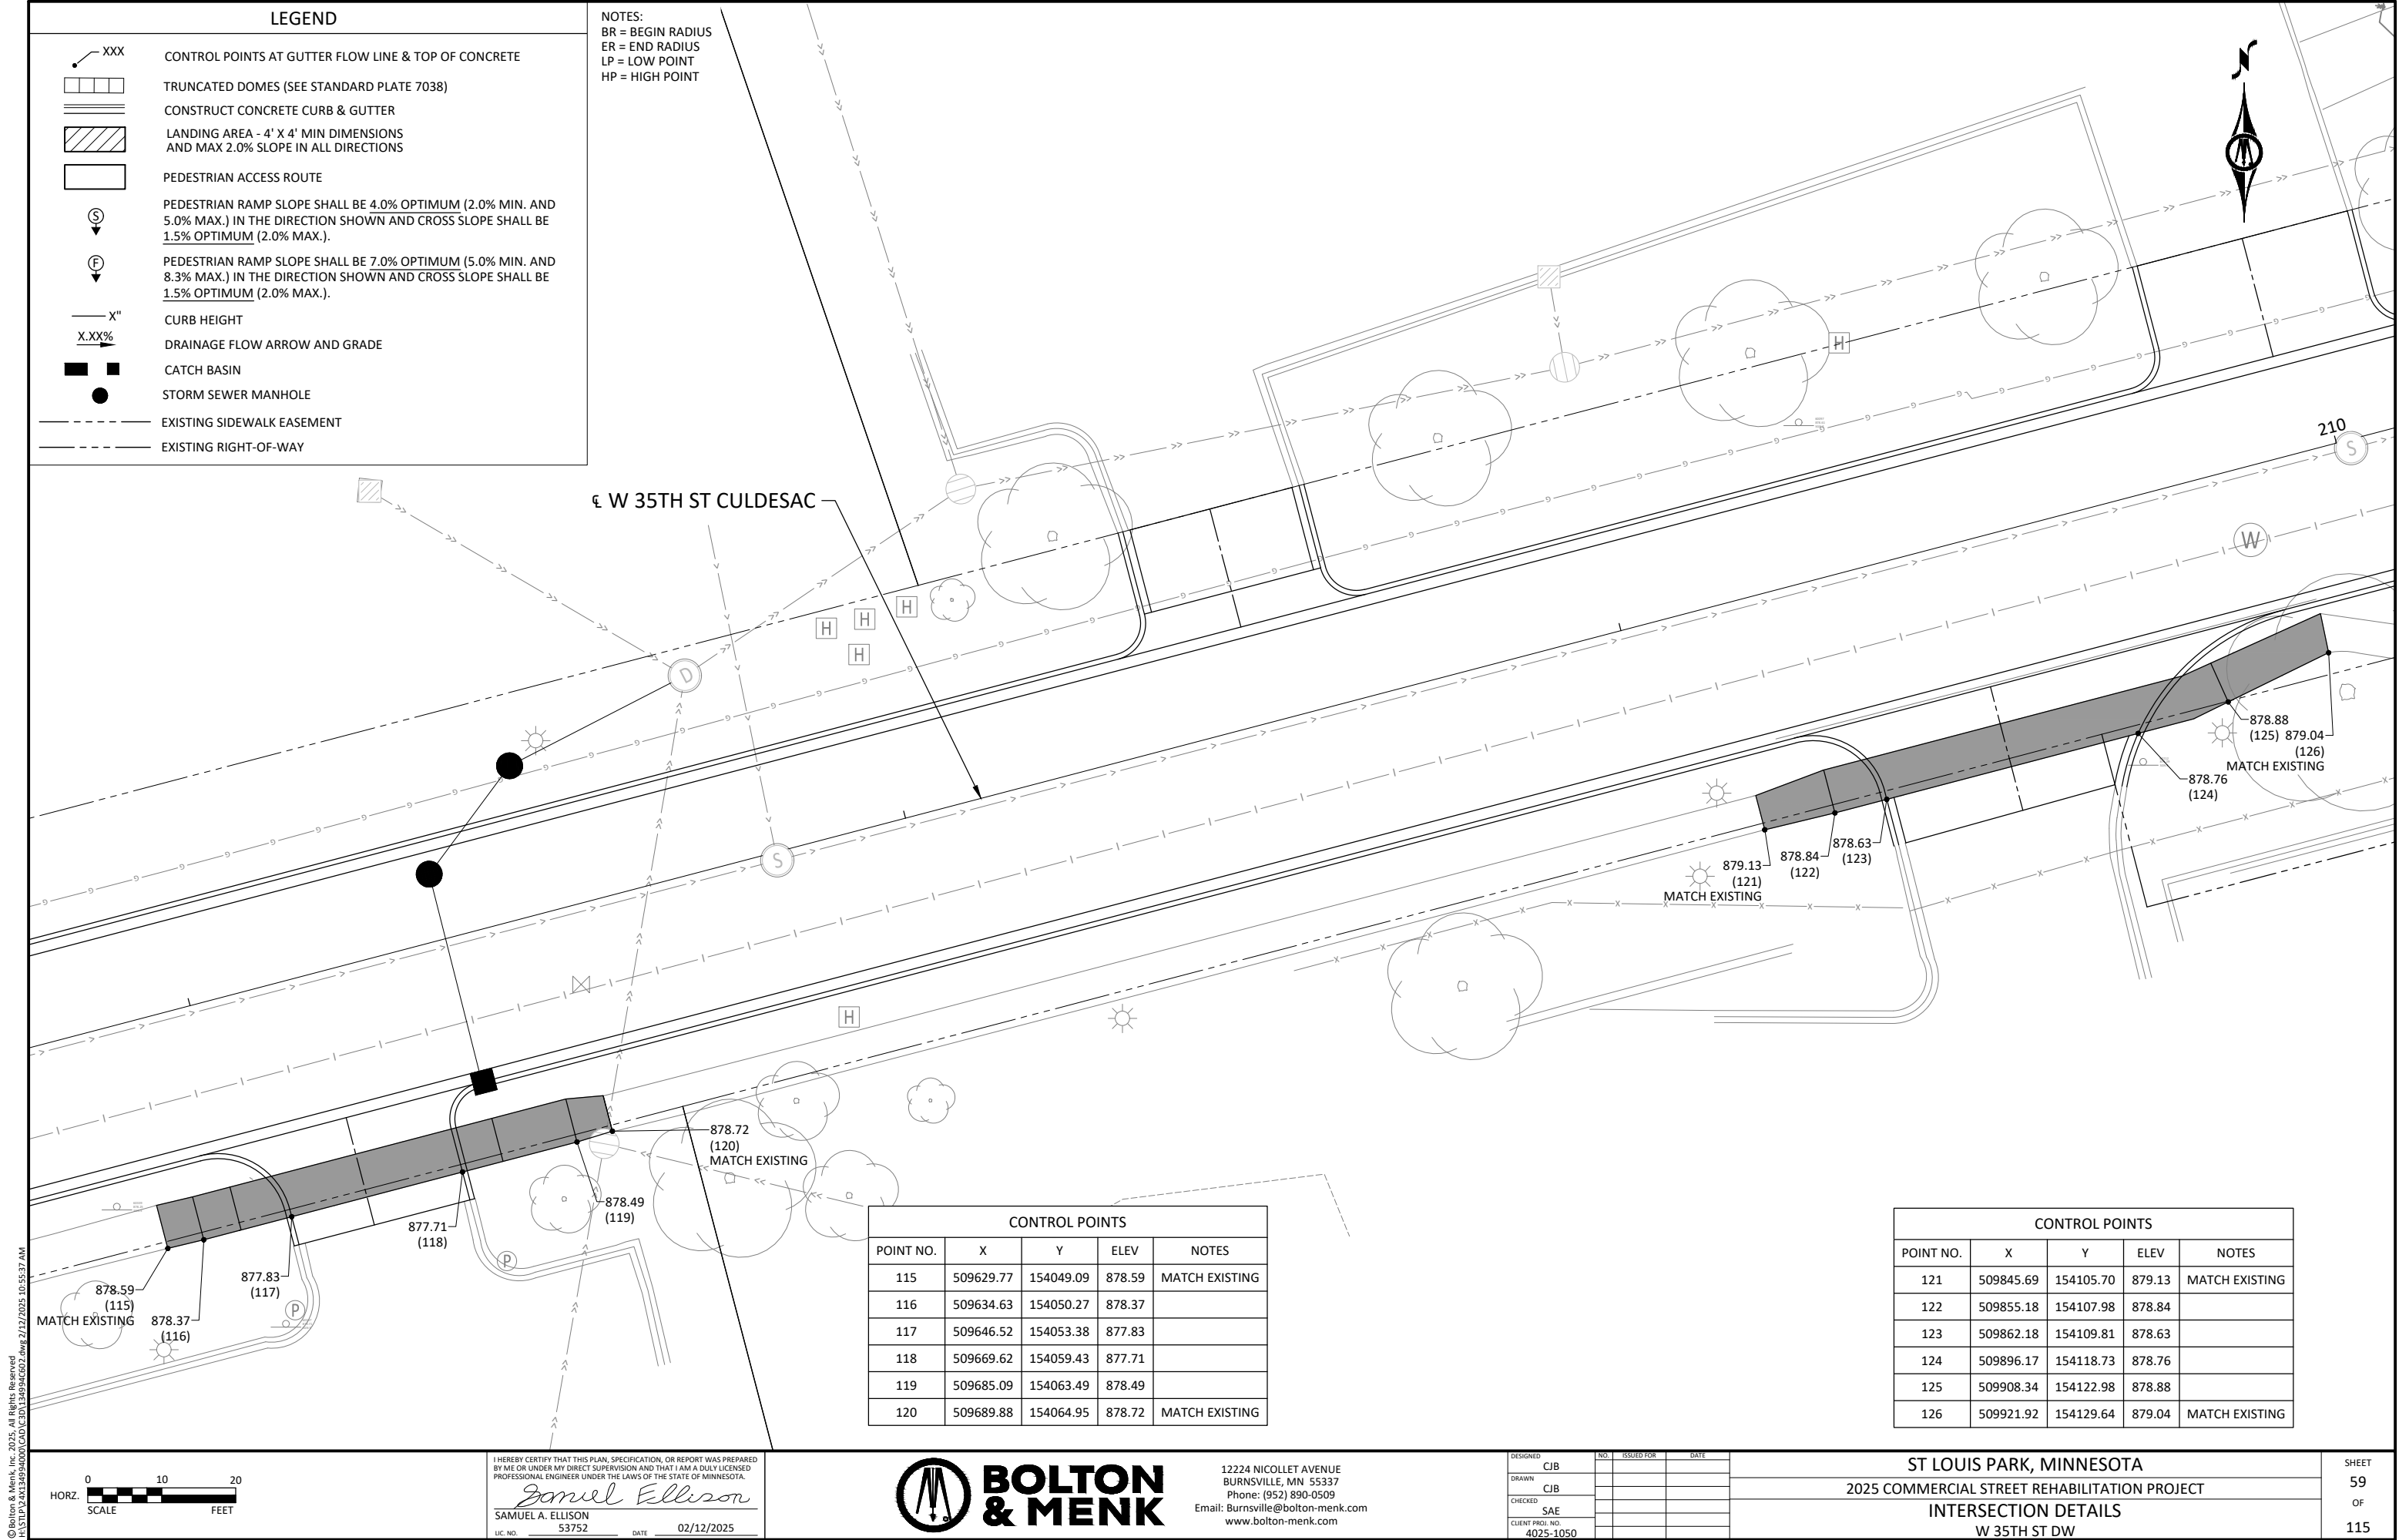 LEGEND
XXX
CONTROL POINTS AT GUTTER FLOW LINE & TOP OF CONCRETE
TRUNCATED DOMES (SEE STANDARD PLATE 7038)
CONSTRUCT CONCRETE CURB & GUTTER
LANDING AREA - 4' X 4' MIN DIMENSIONS
AND MAX 2.0% SLOPE IN ALL DIRECTIONS
PEDESTRIAN ACCESS ROUTE
S
PEDESTRIAN RAMP SLOPE SHALL BE 4.0% OPTIMUM (2.0% MIN. AND
5.0% MAX.) IN THE DIRECTION SHOWN AND CROSS SLOPE SHALL BE
1.5% OPTIMUM (2.0% MAX.).
F
PEDESTRIAN RAMP SLOPE SHALL BE 7.0% OPTIMUM (5.0% MIN. AND
8.3% MAX.) IN THE DIRECTION SHOWN AND CROSS SLOPE SHALL BE
1.5% OPTIMUM (2.0% MAX.).
X"
CURB HEIGHT
X.XX%
DRAINAGE FLOW ARROW AND GRADE
CATCH BASIN
STORM SEWER MANHOLE
EXISTING SIDEWALK EASEMENT
EXISTING RIGHT-OF-WAY
NOTES:
BR = BEGIN RADIUS
ER = END RADIUS
LP = LOW POINT
HP = HIGH POINT
N
H
210
S
W
℄ W 35TH ST CULDESAC
H
H
H
H
D
S
H
878.88
(125)
879.04
(126)
MATCH EXISTING
878.76
(124)
878.63
(123)
878.84
(122)
879.13
(121)
MATCH EXISTING
878.72
(120)
MATCH EXISTING
878.49
(119)
877.71
(118)
P
877.83
(117)
P
878.59
(115)
MATCH EXISTING
878.37
(116)
CONTROL POINTS
POINT NO. X Y ELEV NOTES
115 509629.77 154049.09 878.59 MATCH EXISTING
116 509634.63 154050.27 878.37
117 509646.52 154053.38 877.83
118 509669.62 154059.43 877.71
119 509685.09 154063.49 878.49
120 509689.88 154064.95 878.72 MATCH EXISTING
CONTROL POINTS
POINT NO. X Y ELEV NOTES
121 509845.69 154105.70 879.13 MATCH EXISTING
122 509855.18 154107.98 878.84
123 509862.18 154109.81 878.63
124 509896.17 154118.73 878.76
125 509908.34 154122.98 878.88
126 509921.92 154129.64 879.04 MATCH EXISTING
© Bolton & Menk, Inc. 2025, All Rights Reserved
H:\STLP\24X134994000\CAD\C3D\134994C602.dwg 2/12/2025 10:55:37 AM
HORZ.
0 10 20
SCALE FEET
I HEREBY CERTIFY THAT THIS PLAN, SPECIFICATION, OR REPORT WAS PREPARED
BY ME OR UNDER MY DIRECT SUPERVISION AND THAT I AM A DULY LICENSED
PROFESSIONAL ENGINEER UNDER THE LAWS OF THE STATE OF MINNESOTA.
Samuel Ellison
SAMUEL A. ELLISON
LIC. NO. 53752 DATE 02/12/2025
BOLTON
& MENK
12224 NICOLLET AVENUE
BURNSVILLE, MN 55337
Phone: (952) 890-0509
Email: Burnsville@bolton-menk.com
www.bolton-menk.com
DESIGNED
CJB
DRAWN
CJB
CHECKED
SAE
CLIENT PROJ. NO.
4025-1050
NO. ISSUED FOR DATE
ST LOUIS PARK, MINNESOTA
2025 COMMERCIAL STREET REHABILITATION PROJECT
INTERSECTION DETAILS
W 35TH ST DW
SHEET
59
OF
115